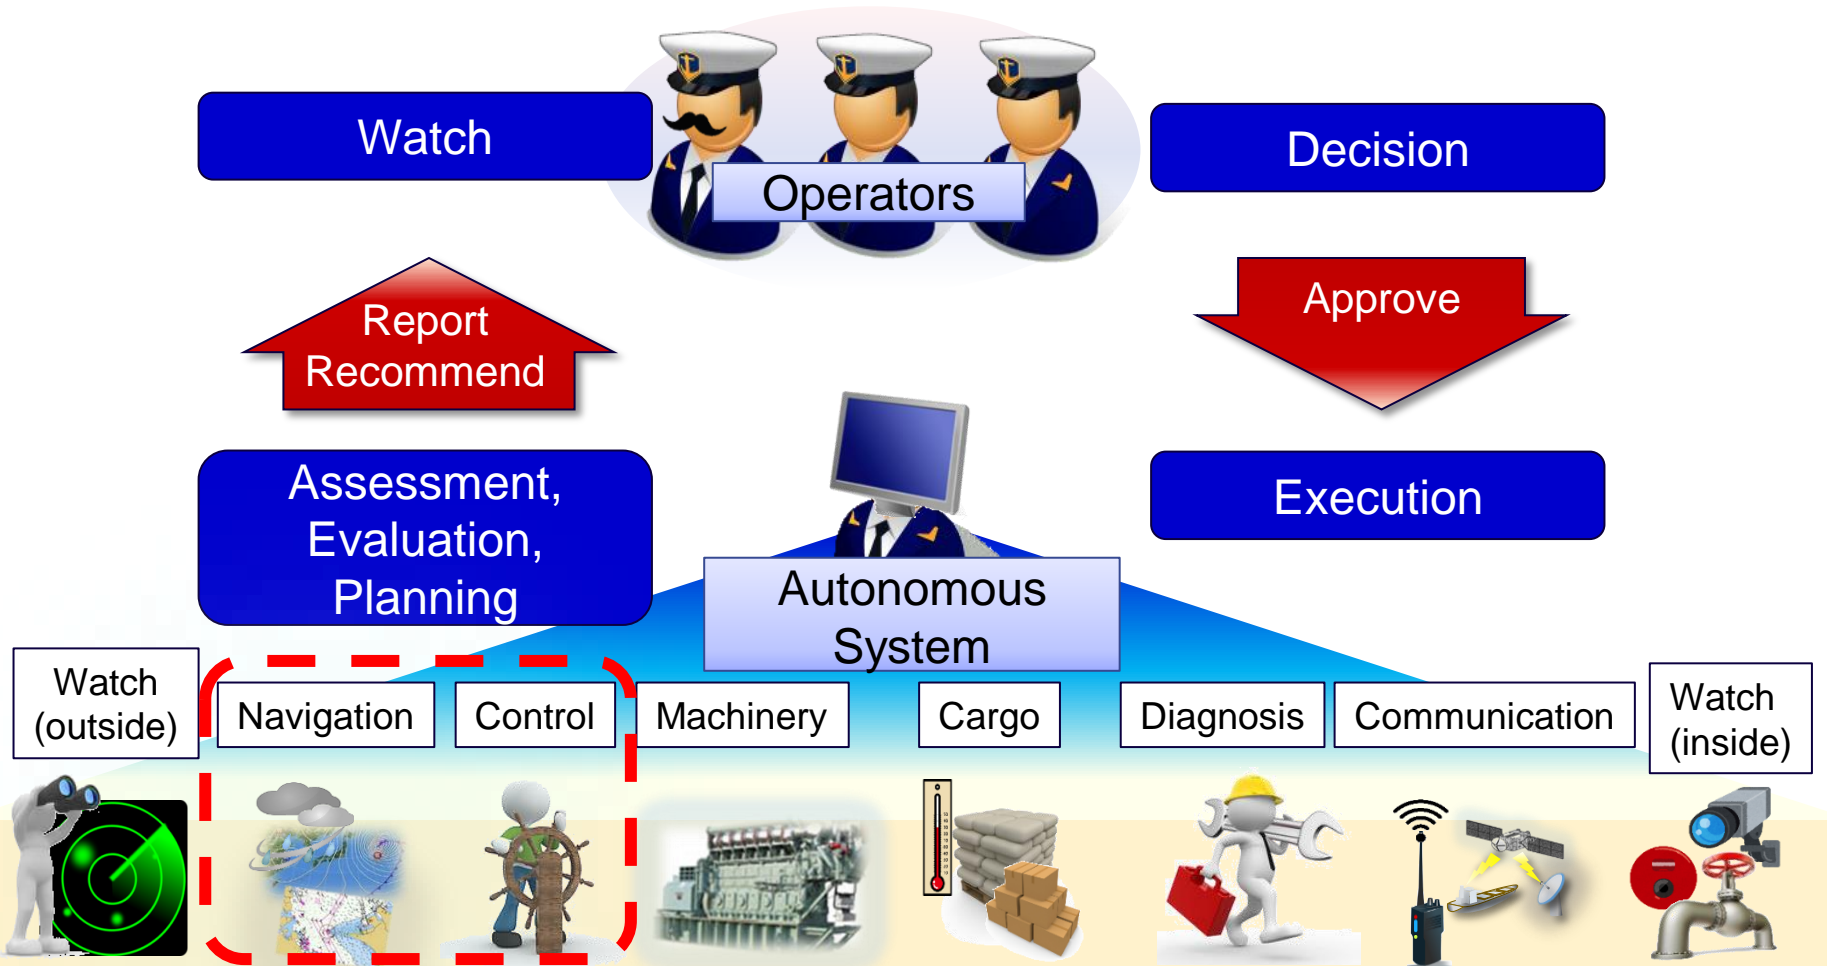 Watch
Decision
Operators
Report
Recommend
Approve
Assessment,
Evaluation,
Planning
Execution
Autonomous
System
Watch
(outside)
Navigation
Control
Machinery
Cargo
Diagnosis
Communication
Watch
(inside)